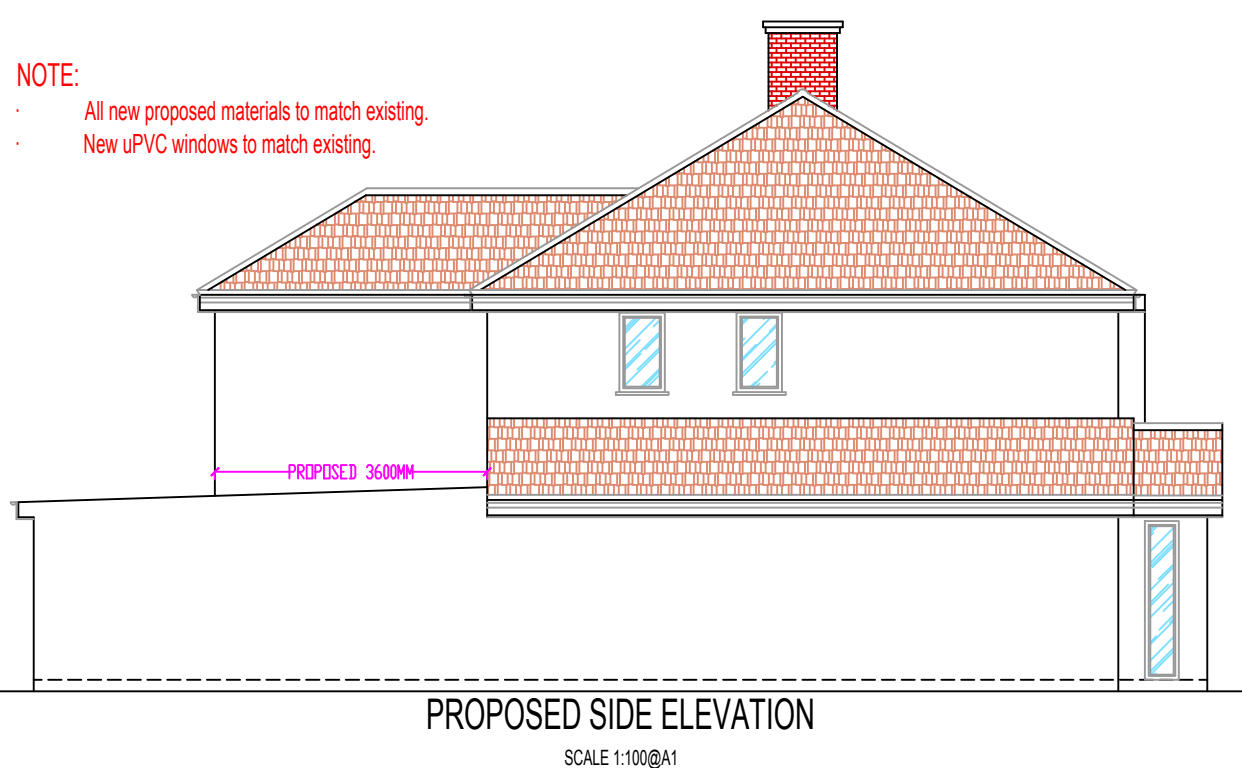 NOTE:
· All new proposed materials to match existing.
· New uPVC windows to match existing.
PROPOSED 3600MM
PROPOSED SIDE ELEVATION
SCALE 1:100@A1